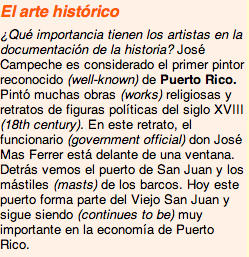 El arte histórico
¿Qué importancia tienen los artistas en la
documentación de la historia? José
Campeche es considerado el primer pintor
reconocido (well-known) de Puerto Rico.
Pintó muchas obras (works) religiosas y
retratos de figuras políticas del siglo XVIII
(18th century). En este retrato, el
funcionario (government official) don José
Mas Ferrer está delante de una ventana.
Detrás vemos el puerto de San Juan y los
mástiles (masts) de los barcos. Hoy este
puerto forma parte del Viejo San Juan y
sigue siendo (continues to be) muy
importante en la economía de Puerto
Rico.